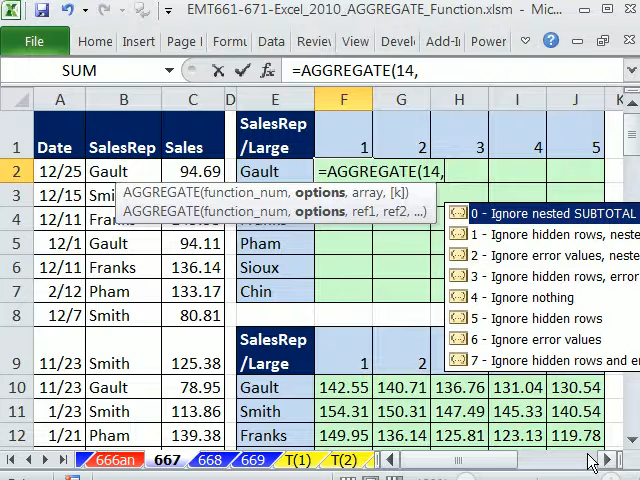 EMT661-671-Excel_2010_AGGREGATE_Function.xlsm - Mic...
File Home Insert Page Form Data Revi View Deve Add-I Power
SUM =AGGREGATE(14,
A B C D E F G H I J K
1 Date SalesRep Sales SalesRep /Large 1 2 3 4 5
2 12/25 Gault 94.69 Gault =AGGREGATE(14,
AGGREGATE(function_num, options, array, [k])
AGGREGATE(function_num, options, ref1, ref2, ...)
0 - Ignore nested SUBTOTAL
1 - Ignore hidden rows, neste
2 - Ignore error values, neste
3 - Ignore hidden rows, error
4 - Ignore nothing
5 - Ignore hidden rows
6 - Ignore error values
7 - Ignore hidden rows and e
3 12/15 Smi
4 12/11 Frank
5 12/1 Gault 94.11 Pham
6 12/11 Franks 136.14 Sioux
7 2/12 Pham 133.17 Chin
8 12/7 Smith 80.81
9 11/23 Smith 125.38 SalesRep /Large 1 2
10 11/23 Gault 78.95 Gault 142.55 140.71 136.76 131.04 130.54
11 11/23 Smith 113.86 Smith 154.31 150.31 147.49 145.33 140.54
12 1/21 Pham 139.38 Franks 149.95 136.14 125.81 123.13 119.78
666an 667 668 669 T(1) T(2)